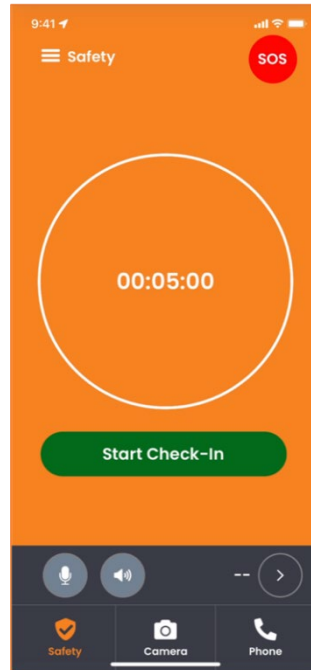 9:41
Safety
SOS
00:05:00
Start Check-In
--
Safety
Camera
Phone